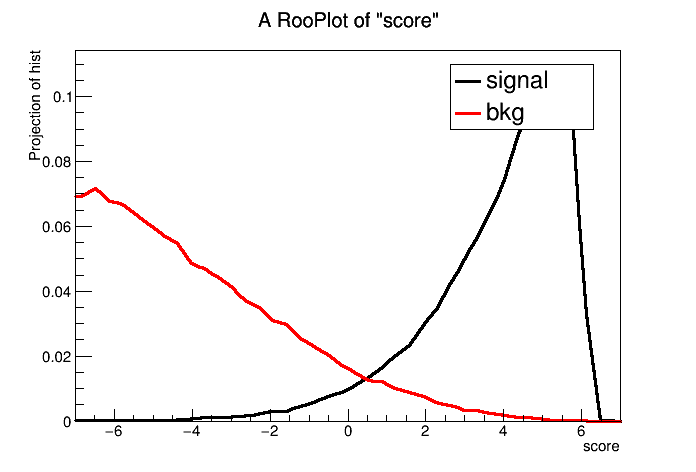 A RooPlot of "score"
Projection of hist
signal
bkg
0.1
0.08
0.06
0.04
0.02
0
−6
−4
−2
0
2
4
6
score